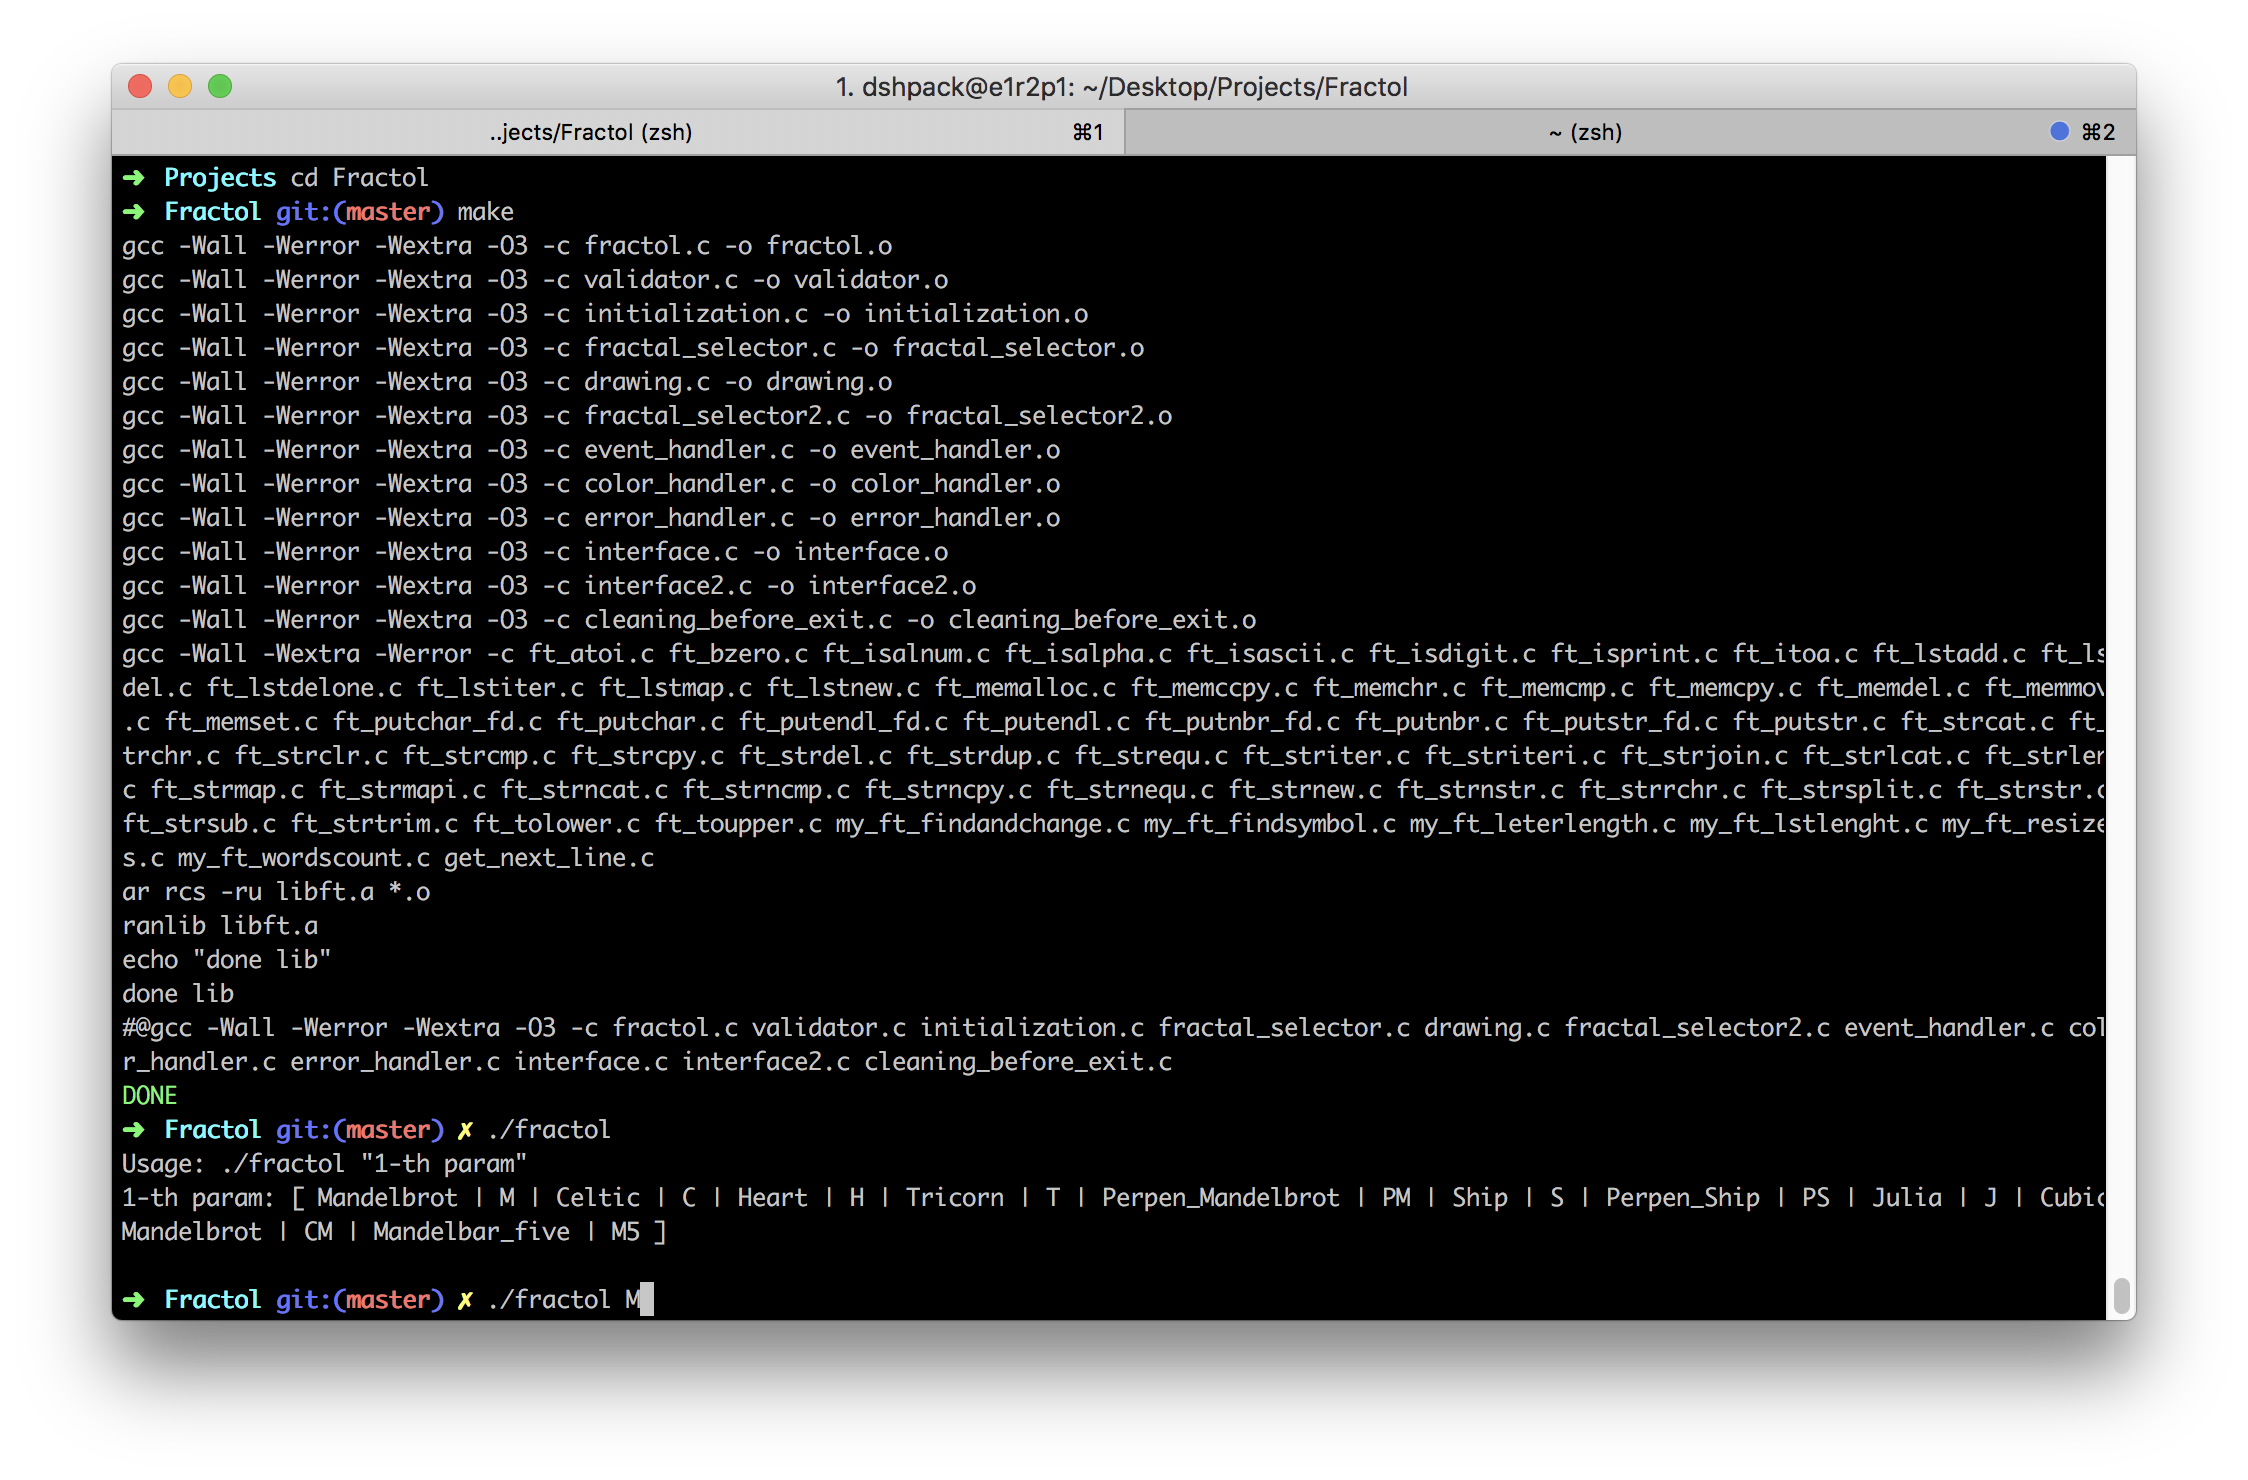 1. dshpack@e1r2p1: ~/Desktop/Projects/Fractol
..jects/Fractol (zsh) ⌘1 ~ (zsh) ⌘2
➜ Projects cd Fractol
➜ Fractol git:(master) make
gcc -Wall -Werror -Wextra -O3 -c fractol.c -o fractol.o
gcc -Wall -Werror -Wextra -O3 -c validator.c -o validator.o
gcc -Wall -Werror -Wextra -O3 -c initialization.c -o initialization.o
gcc -Wall -Werror -Wextra -O3 -c fractal_selector.c -o fractal_selector.o
gcc -Wall -Werror -Wextra -O3 -c drawing.c -o drawing.o
gcc -Wall -Werror -Wextra -O3 -c fractal_selector2.c -o fractal_selector2.o
gcc -Wall -Werror -Wextra -O3 -c event_handler.c -o event_handler.o
gcc -Wall -Werror -Wextra -O3 -c color_handler.c -o color_handler.o
gcc -Wall -Werror -Wextra -O3 -c error_handler.c -o error_handler.o
gcc -Wall -Werror -Wextra -O3 -c interface.c -o interface.o
gcc -Wall -Werror -Wextra -O3 -c interface2.c -o interface2.o
gcc -Wall -Werror -Wextra -O3 -c cleaning_before_exit.c -o cleaning_before_exit.o
gcc -Wall -Wextra -Werror -c ft_atoi.c ft_bzero.c ft_isalnum.c ft_isalpha.c ft_isascii.c ft_isdigit.c ft_isprint.c ft_itoa.c ft_lstadd.c ft_ls
del.c ft_lstdelone.c ft_lstiter.c ft_lstmap.c ft_lstnew.c ft_memalloc.c ft_memccpy.c ft_memchr.c ft_memcmp.c ft_memcpy.c ft_memdel.c ft_memmov
.c ft_memset.c ft_putchar_fd.c ft_putchar.c ft_putendl_fd.c ft_putendl.c ft_putnbr_fd.c ft_putnbr.c ft_putstr_fd.c ft_putstr.c ft_strcat.c ft_
trchr.c ft_strclr.c ft_strcmp.c ft_strcpy.c ft_strdel.c ft_strdup.c ft_strequ.c ft_striter.c ft_striteri.c ft_strjoin.c ft_strlcat.c ft_strlen
c ft_strmap.c ft_strmapi.c ft_strncat.c ft_strncmp.c ft_strncpy.c ft_strnequ.c ft_strnew.c ft_strnstr.c ft_strrchr.c ft_strsplit.c ft_strstr.c
ft_strsub.c ft_strtrim.c ft_tolower.c ft_toupper.c my_ft_findandchange.c my_ft_findsymbol.c my_ft_leterlength.c my_ft_lstlenght.c my_ft_resize
s.c my_ft_wordscount.c get_next_line.c
ar rcs -ru libft.a *.o
ranlib libft.a
echo "done lib"
done lib
#@gcc -Wall -Werror -Wextra -O3 -c fractol.c validator.c initialization.c fractal_selector.c drawing.c fractal_selector2.c event_handler.c col
r_handler.c error_handler.c interface.c interface2.c cleaning_before_exit.c
DONE
➜ Fractol git:(master) ✗ ./fractol
Usage: ./fractol "1-th param"
1-th param: [ Mandelbrot | M | Celtic | C | Heart | H | Tricorn | T | Perpen_Mandelbrot | PM | Ship | S | Perpen_Ship | PS | Julia | J | Cubic
Mandelbrot | CM | Mandelbar_five | M5 ]
➜ Fractol git:(master) ✗ ./fractol M